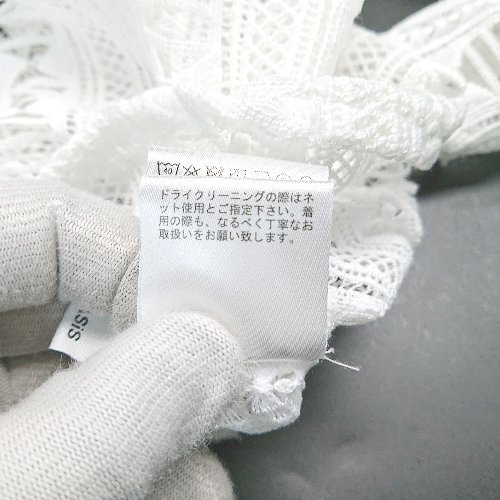 40
ドライクリーニングの際はネ
ット使用とご指定下さい。着
用の際も、なるべく丁寧なお
取扱いをお願い致します。
SiS